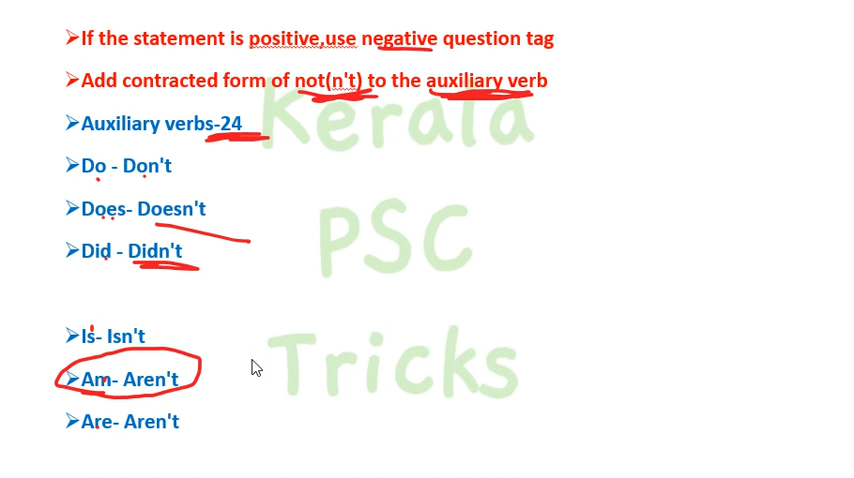 ➢If the statement is positive,use negative question tag
➢Add contracted form of not(n't) to the auxiliary verb
➢Auxiliary verbs-24
➢Do - Don't
➢Does- Doesn't
➢Did - Didn't
➢Is- Isn't
➢Am- Aren't
➢Are- Aren't
Kerala
PSC
Tricks